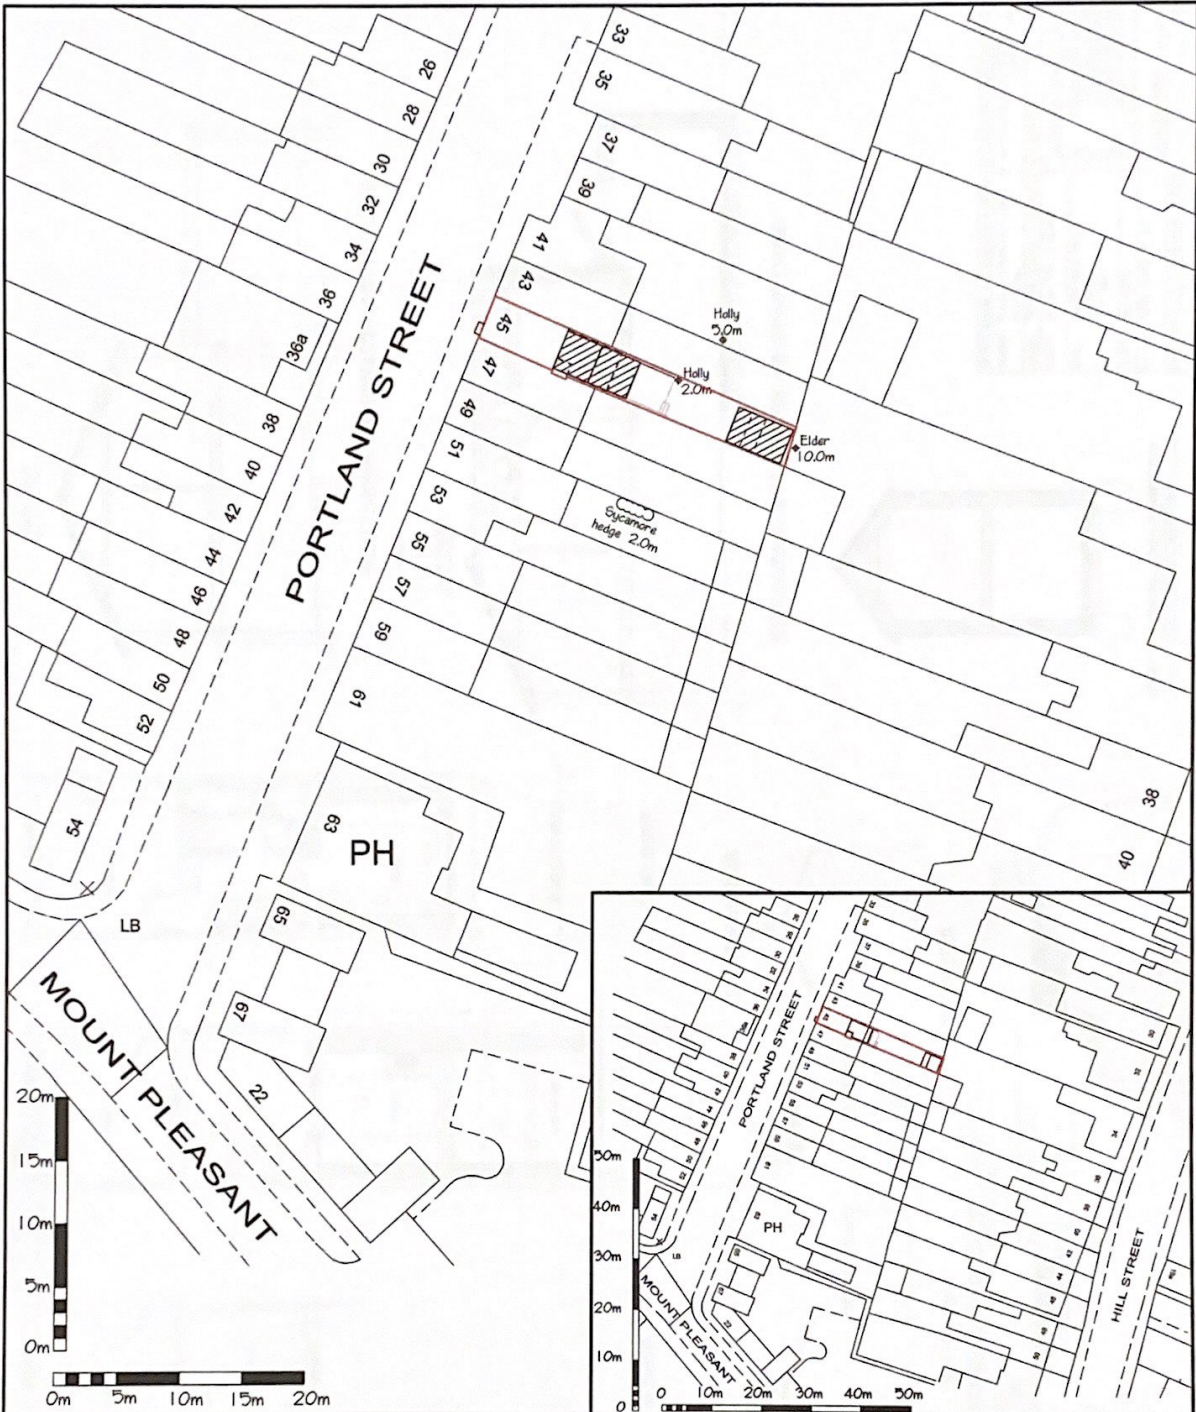 26
28
30
32
34
36
36a
38
40
42
44
46
48
50
52
54
PORTLAND STREET
33
35
37
39
41
43
45
47
49
51
53
55
57
59
61
63
PH
65
67
22
Holly
5.0m
Holly
2.0m
Elder
10.0m
Sycamore
hedge 2.0m
38
40
LB
MOUNT PLEASANT
20m
15m
10m
5m
0m
0m 5m 10m 15m 20m
PORTLAND STREET
HILL STREET
MOUNT PLEASANT
PH
LB
50m
40m
30m
20m
10m
0
0 10m 20m 30m 40m 50m